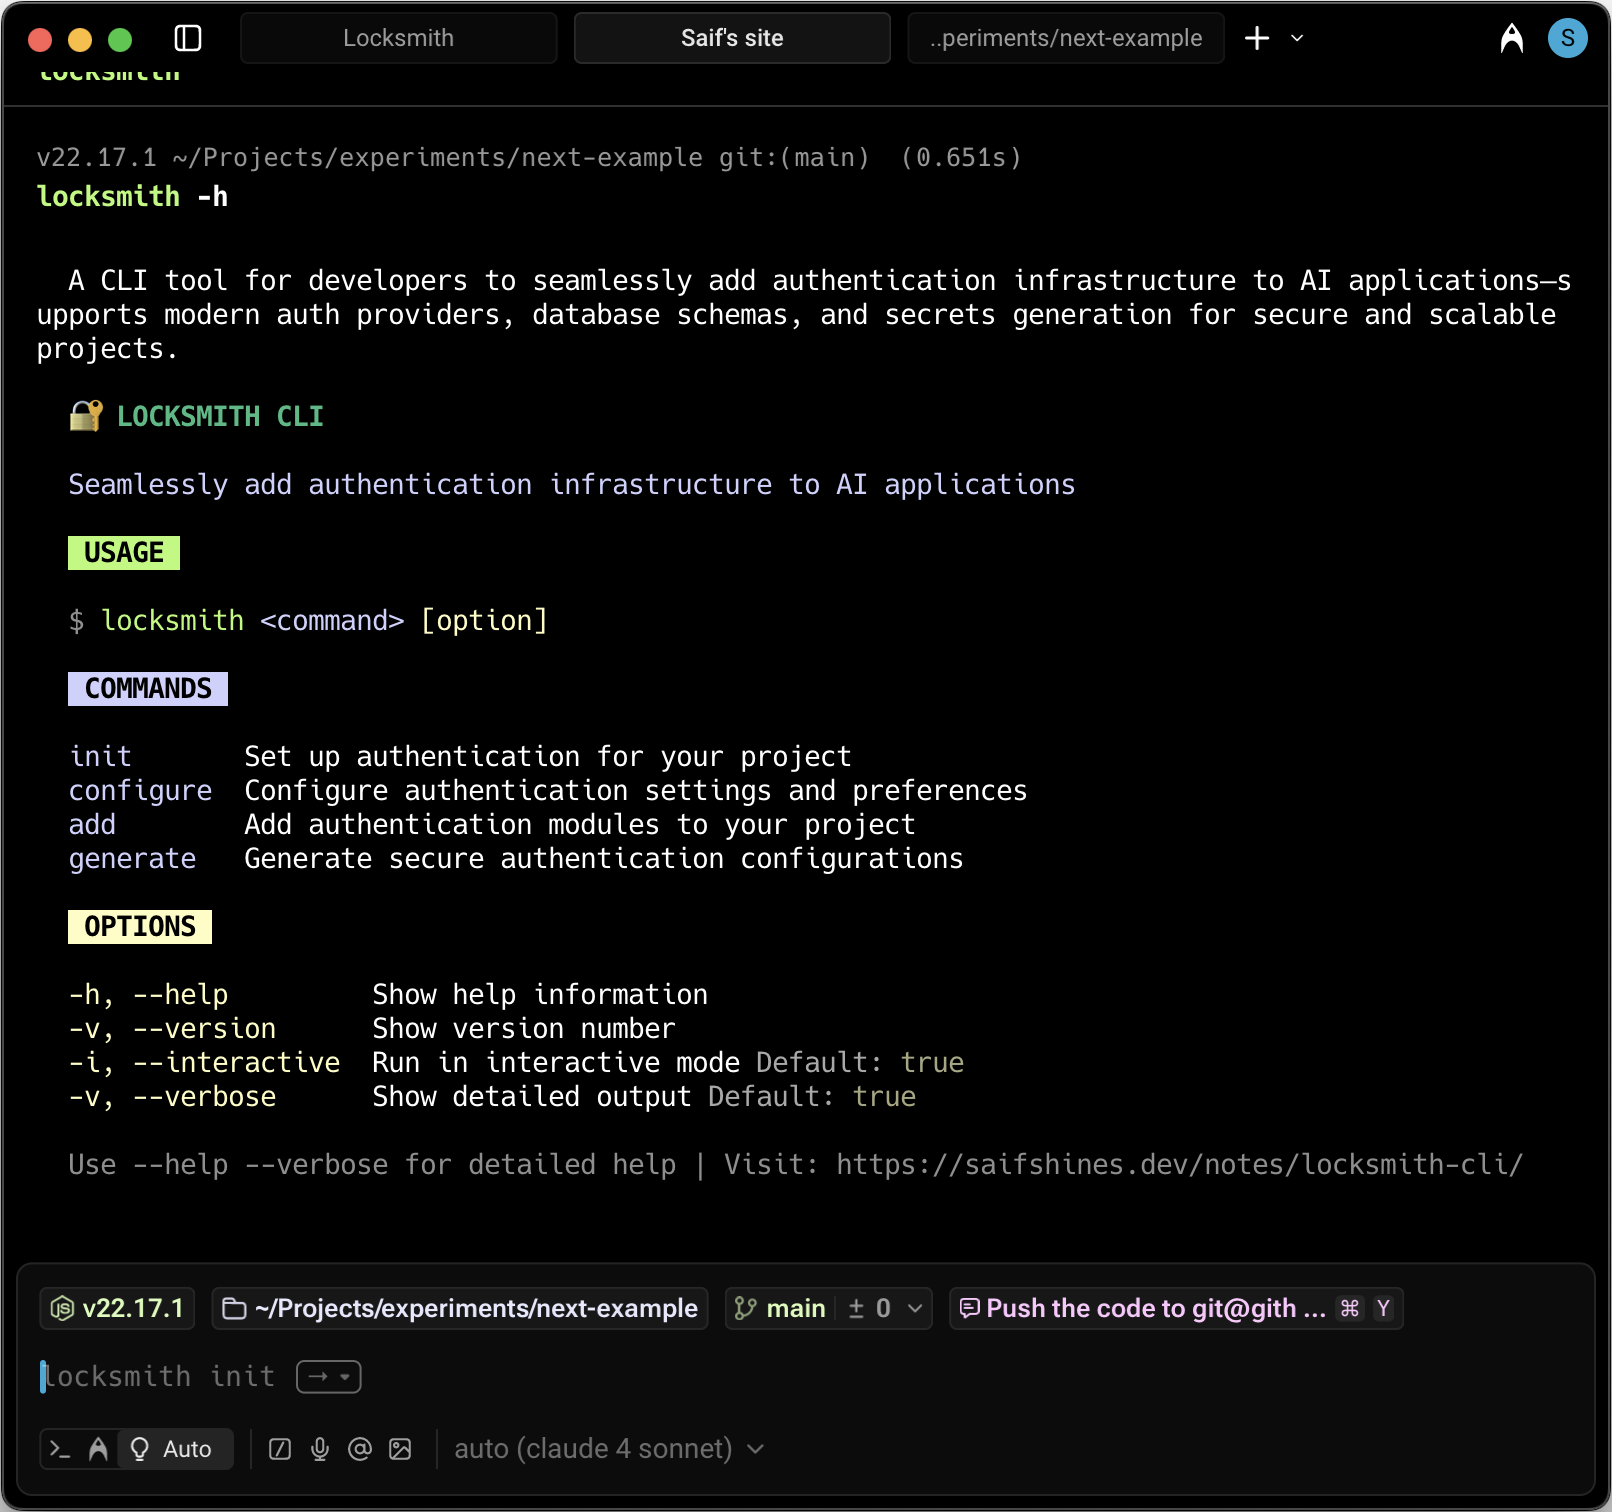 Locksmith
Saif's site
..periments/next-example
S
locksmith
v22.17.1 ~/Projects/experiments/next-example git:(main)  (0.651s)
locksmith -h
A CLI tool for developers to seamlessly add authentication infrastructure to AI applications—s
upports modern auth providers, database schemas, and secrets generation for secure and scalable
projects.
LOCKSMITH CLI
Seamlessly add authentication infrastructure to AI applications
USAGE
$ locksmith <command> [option]
COMMANDS
init       Set up authentication for your project
configure  Configure authentication settings and preferences
add        Add authentication modules to your project
generate   Generate secure authentication configurations
OPTIONS
-h, --help         Show help information
-v, --version      Show version number
-i, --interactive  Run in interactive mode Default: true
-v, --verbose      Show detailed output Default: true
Use --help --verbose for detailed help | Visit: https://saifshines.dev/notes/locksmith-cli/
v22.17.1
~/Projects/experiments/next-example
main ± 0
Push the code to git@gith ... ⌘ Y
locksmith init
Auto
auto (claude 4 sonnet)